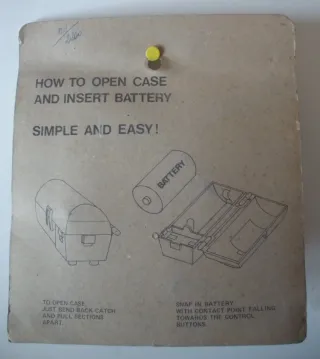 HOW TO OPEN CASE
AND INSERT BATTERY
SIMPLE AND EASY!
BATTERY
TO OPEN CASE
JUST BEND BACK CATCH
AND PULL SECTIONS
APART.
SNAP IN BATTERY
WITH CONTACT POINT FALLING
TOWARDS THE CONTROL
BUTTONS.